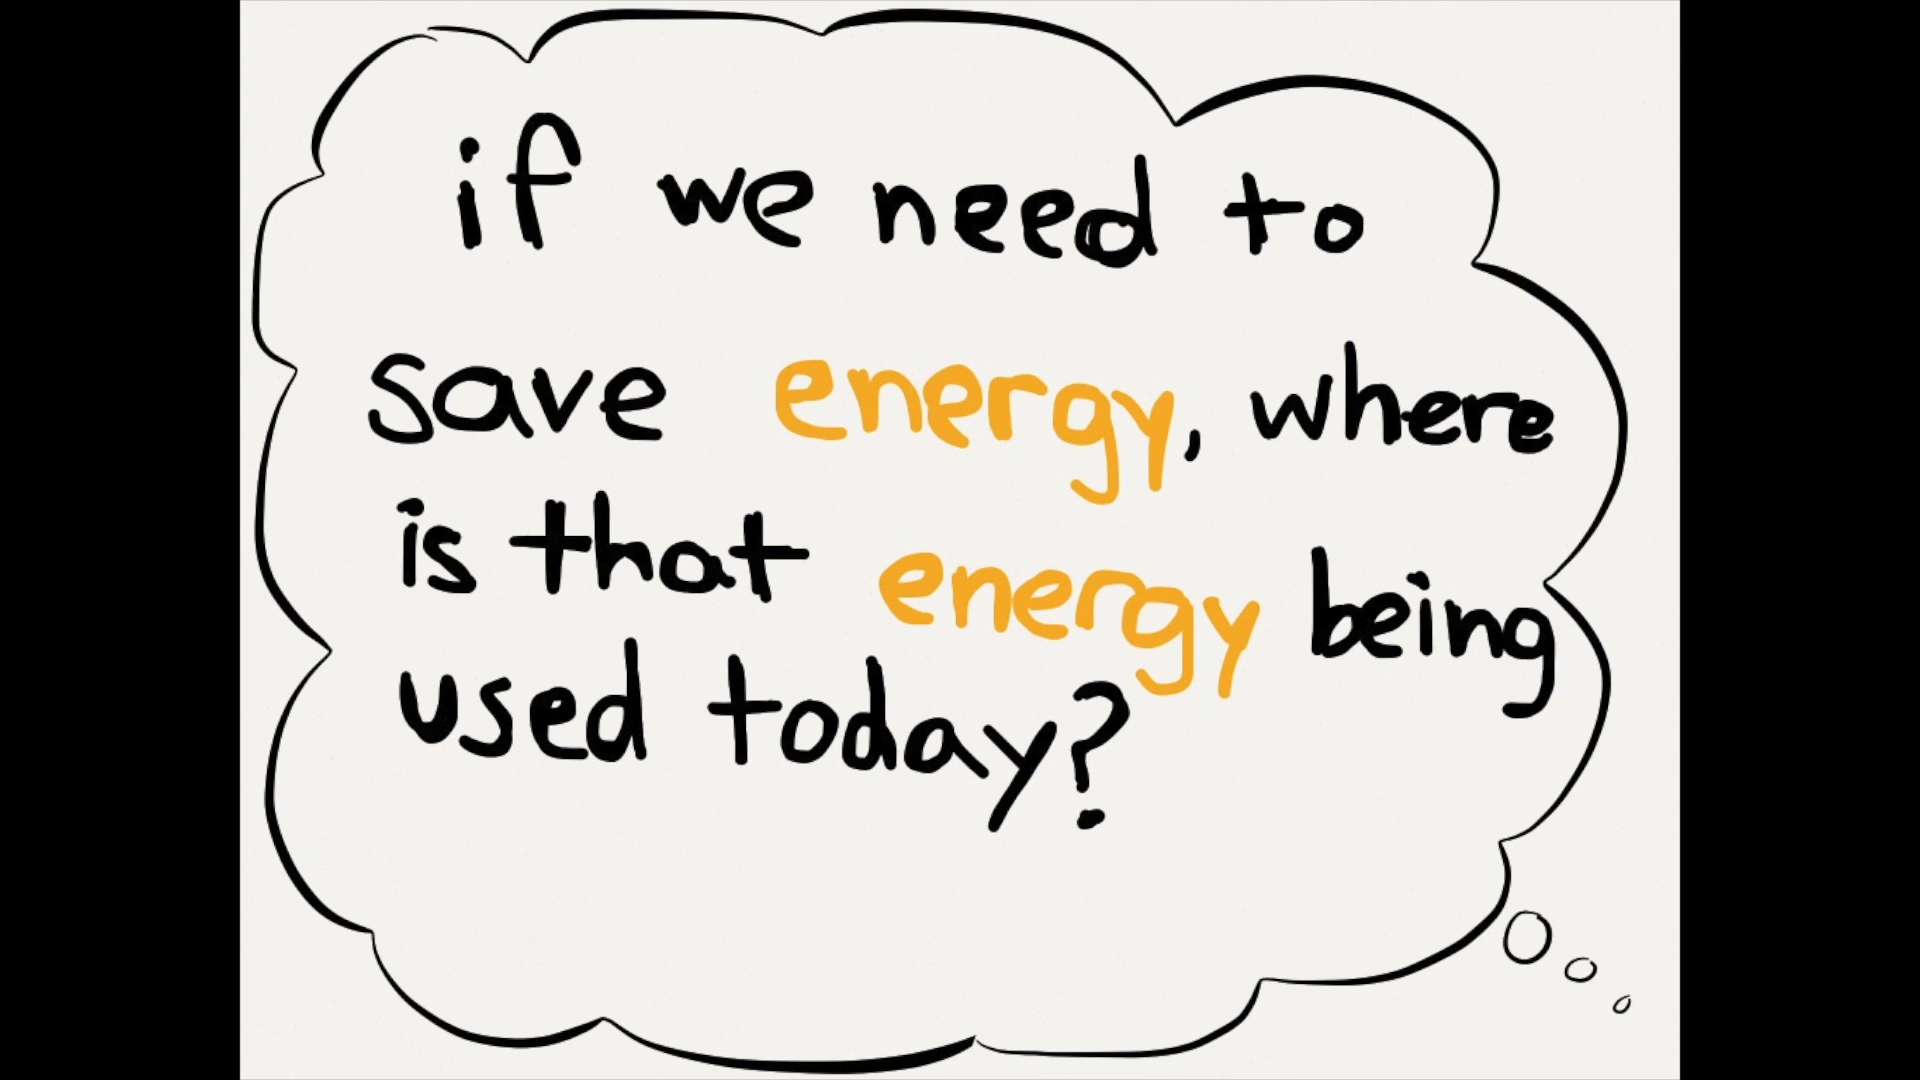 if we need to
save energy, where
is that energy being
used today?